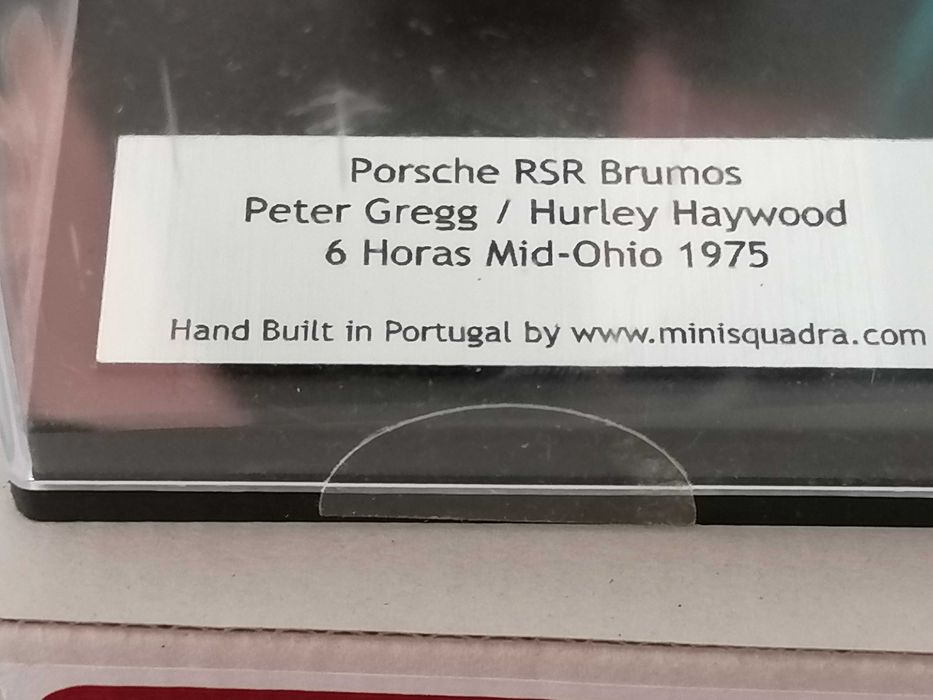 Porsche RSR Brumos
Peter Gregg / Hurley Haywood
6 Horas Mid-Ohio 1975
Hand Built in Portugal by www.minisquadra.com